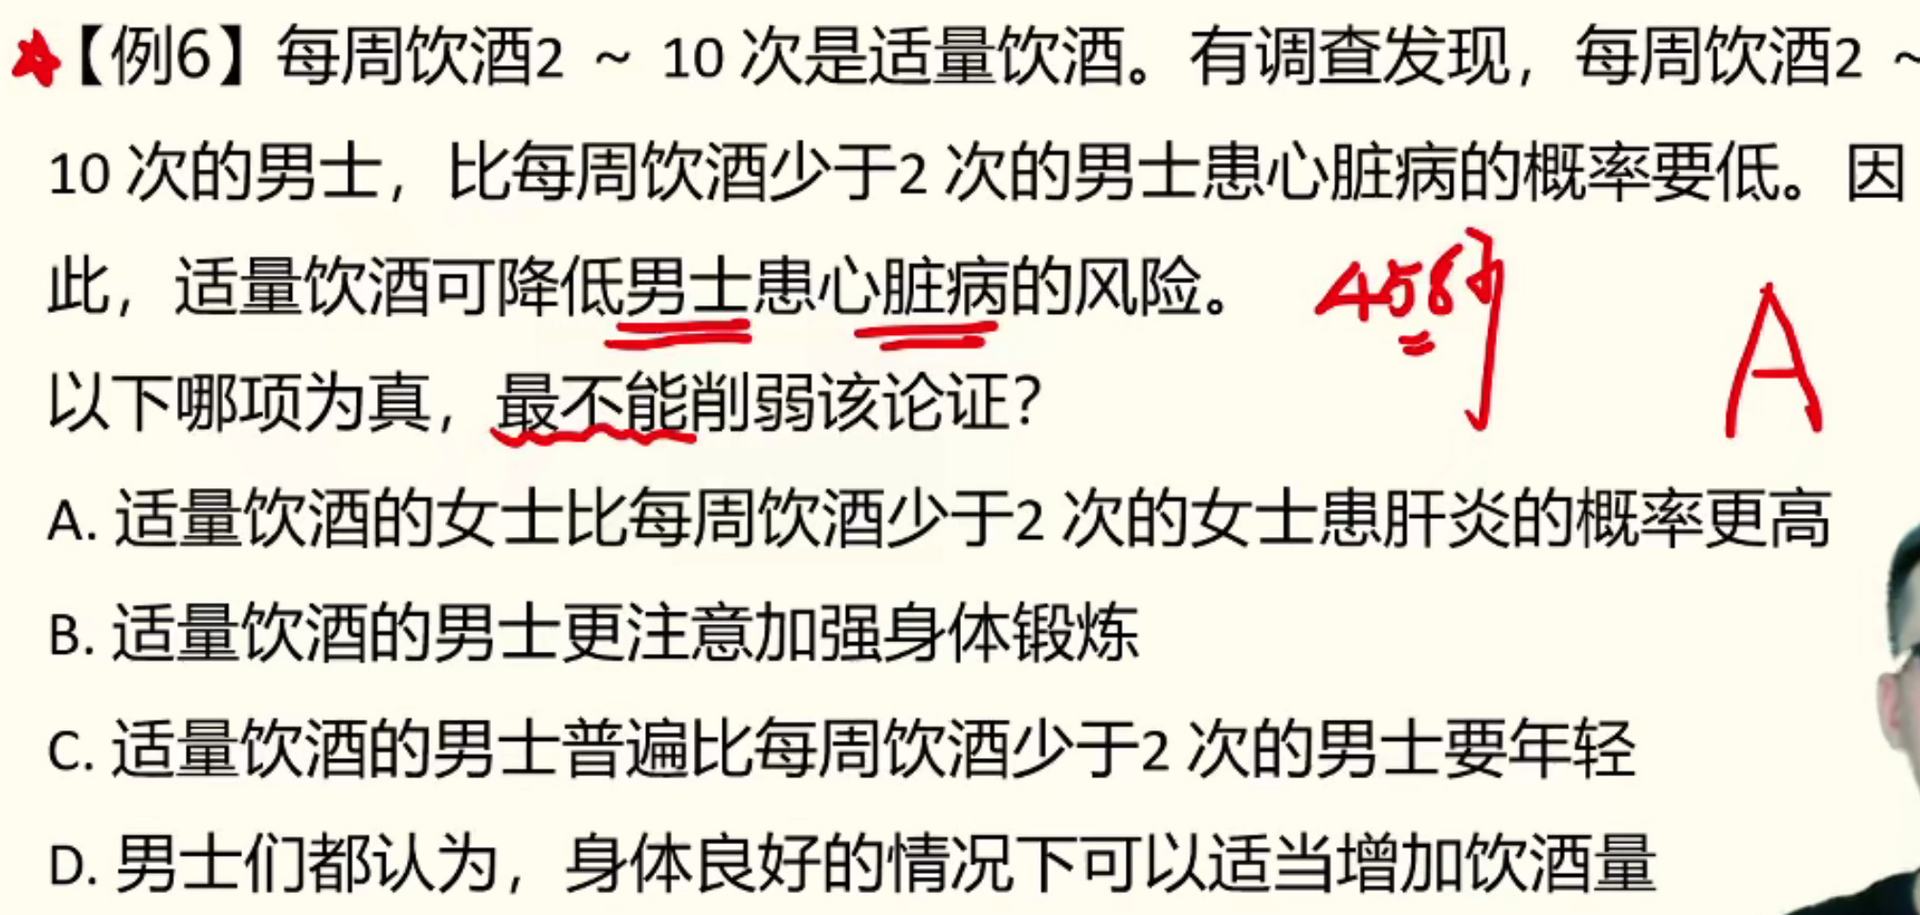 【例6】每周饮酒2 ~ 10 次是适量饮酒。有调查发现，每周饮酒2 ~
10 次的男士，比每周饮酒少于2 次的男士患心脏病的概率要低。因
此，适量饮酒可降低男士患心脏病的风险。
458秒
A
以下哪项为真，最不能削弱该论证？
A. 适量饮酒的女士比每周饮酒少于2 次的女士患肝炎的概率更高
B. 适量饮酒的男士更注意加强身体锻炼
C. 适量饮酒的男士普遍比每周饮酒少于2 次的男士要年轻
D. 男士们都认为，身体良好的情况下可以适当增加饮酒量